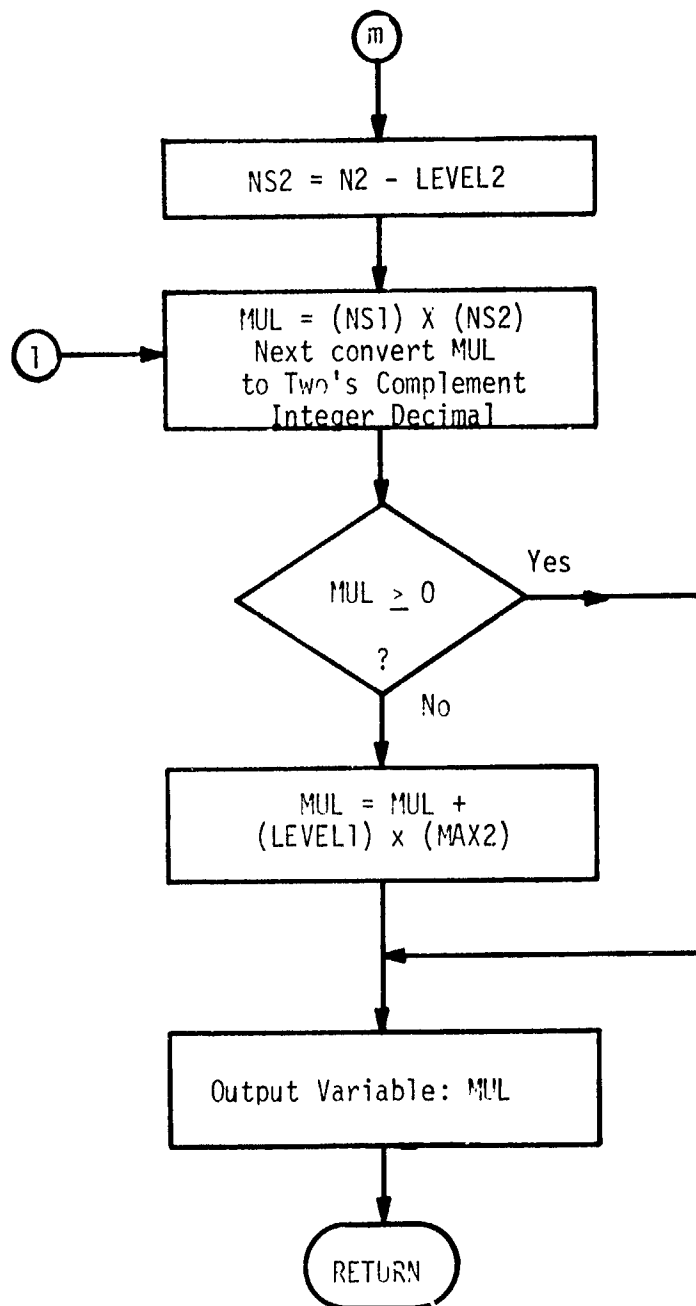 m
NS2 = N2 - LEVEL2
MUL = (NS1) X (NS2)
Next convert MUL
to Two's Complement
Integer Decimal
1
MUL ≥ 0
?
Yes
No
MUL = MUL +
(LEVEL1) x (MAX2)
Output Variable: MUL
RETURN